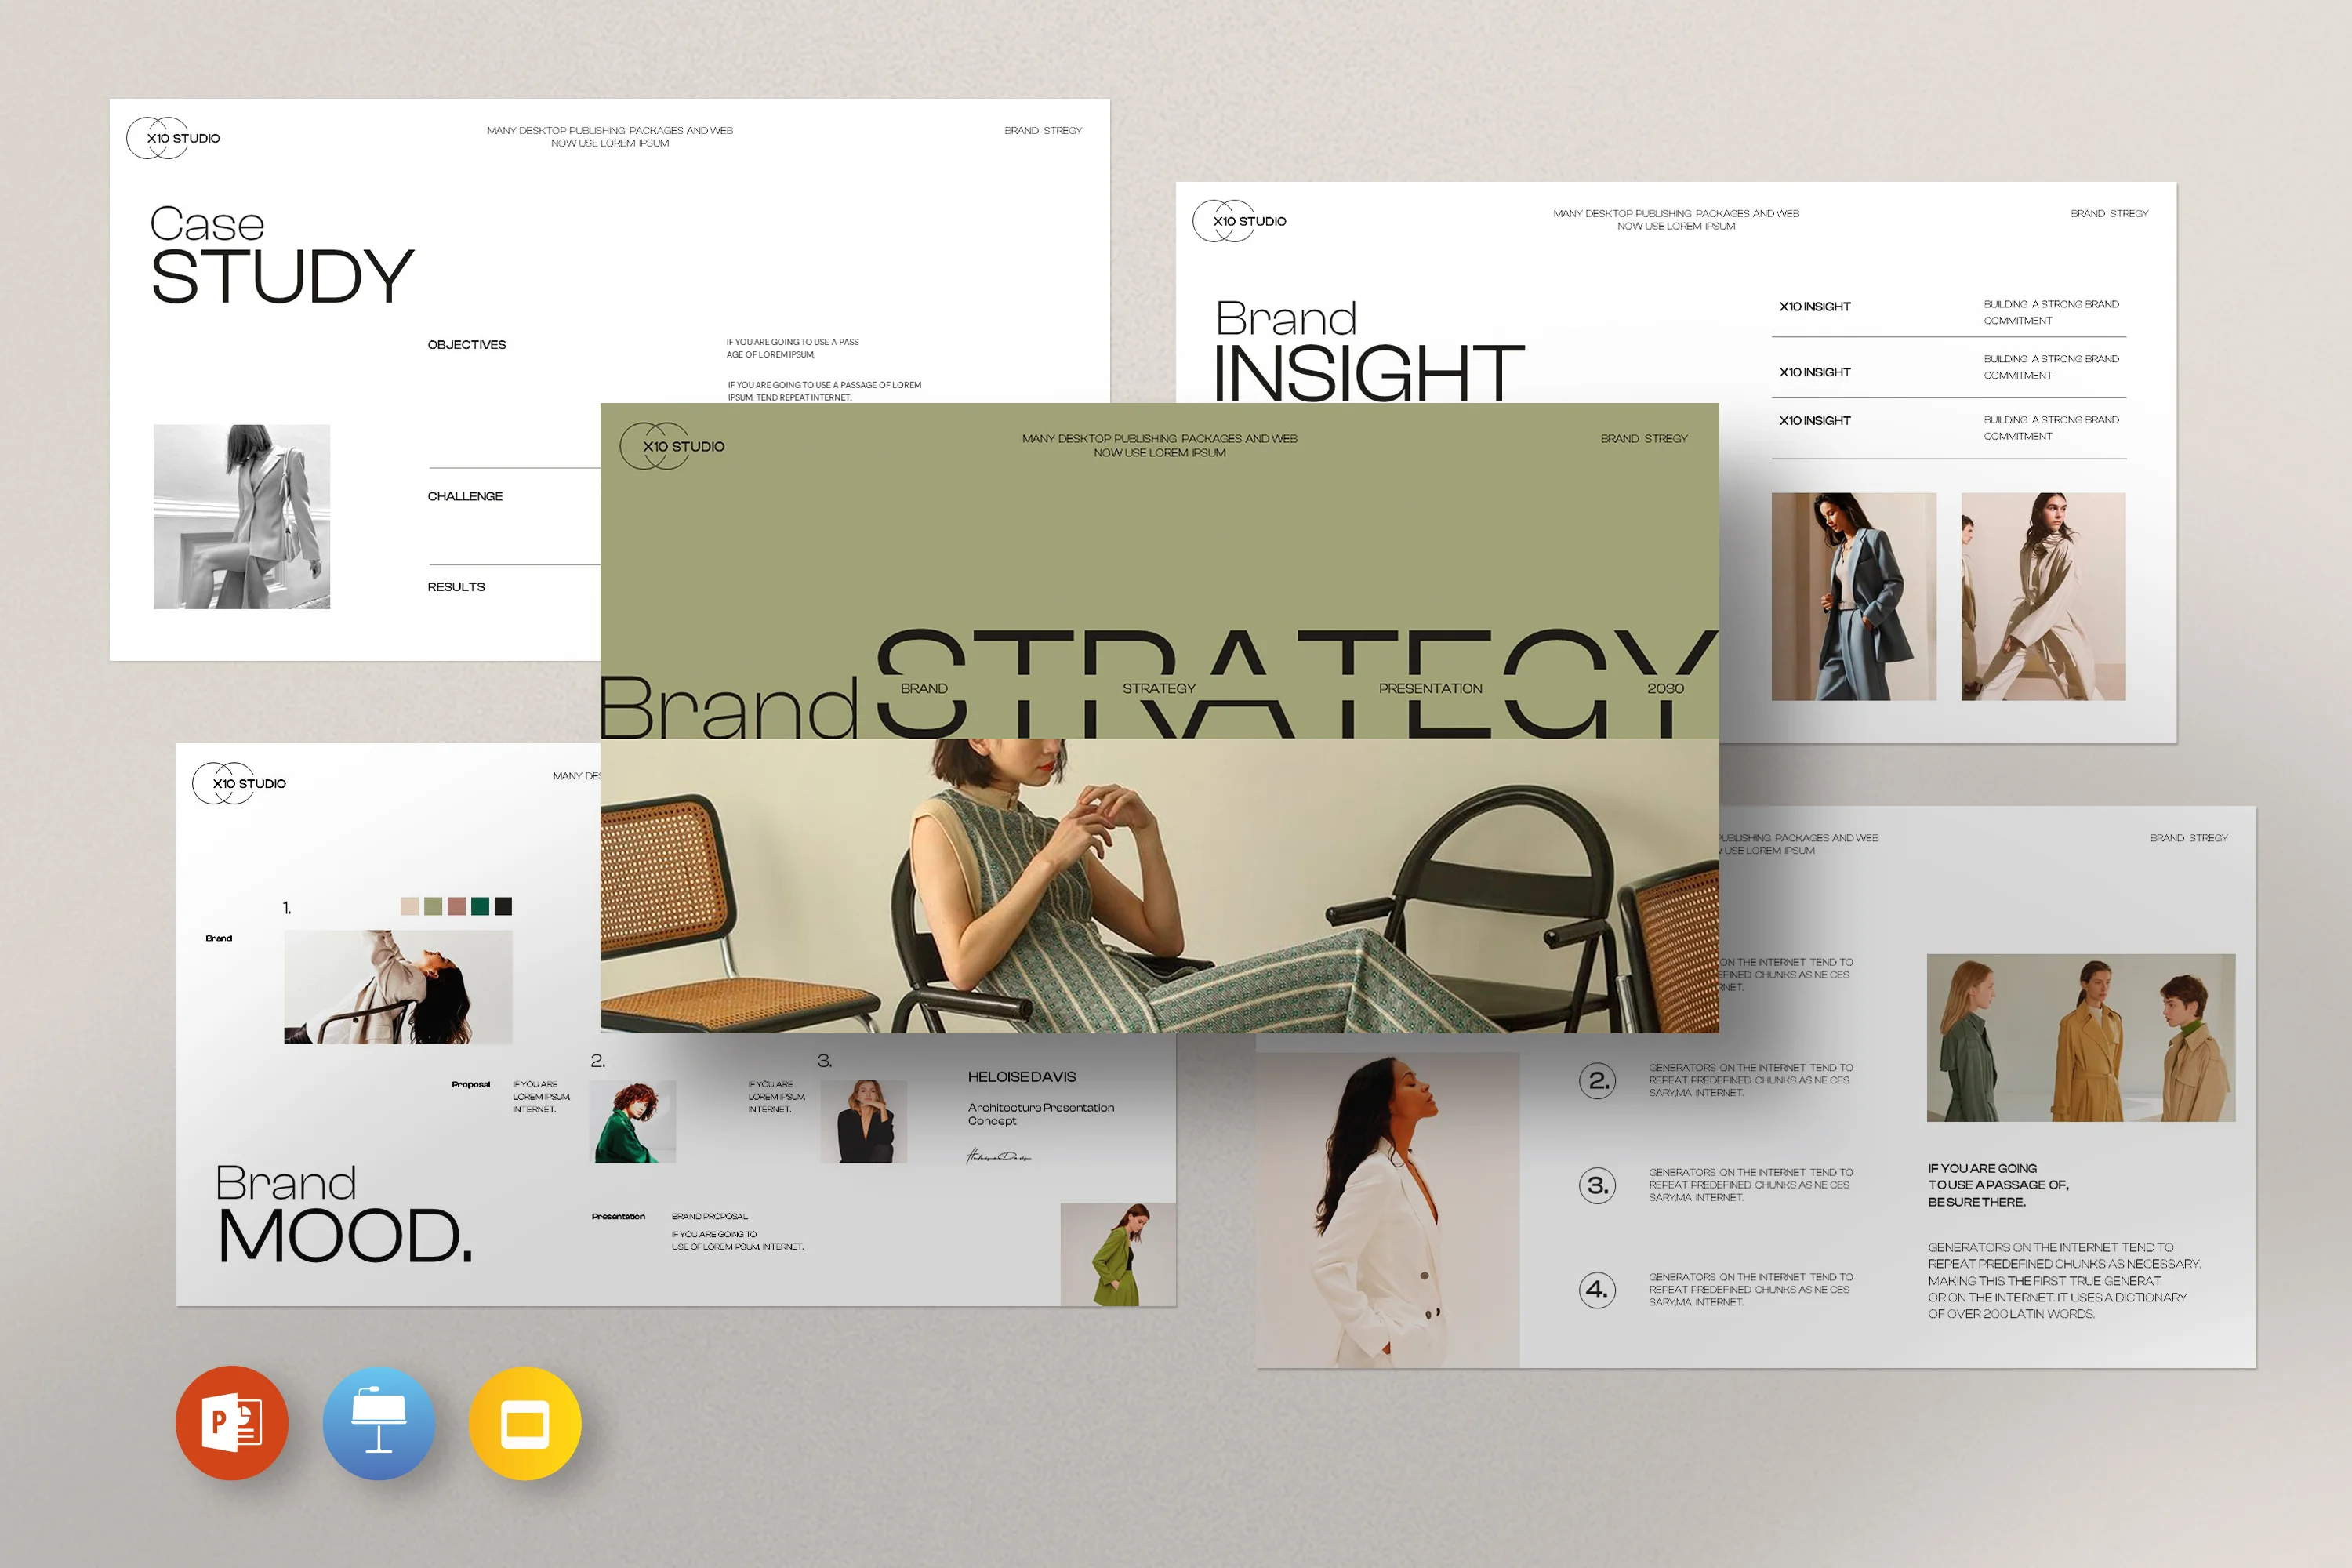 X10 STUDIO
MANY DESKTOP PUBLISHING PACKAGES AND WEB
NOW USE LOREM IPSUM
BRAND STREGY
Case
STUDY
OBJECTIVES
IF YOU ARE GOING TO USE A PASS
AGE OF LOREM IPSUM,
IF YOU ARE GOING TO USE A PASSAGE OF LOREM
IPSUM, TEND REPEAT INTERNET.
CHALLENGE
RESULTS
X10 STUDIO
MANY DESKTOP PUBLISHING PACKAGES AND WEB
NOW USE LOREM IPSUM
BRAND STREGY
Brand
INSIGHT
X10 INSIGHT
BUILDING A STRONG BRAND
COMMITMENT
X10 INSIGHT
BUILDING A STRONG BRAND
COMMITMENT
X10 INSIGHT
BUILDING A STRONG BRAND
COMMITMENT
X10 STUDIO
MANY DESKTOP PUBLISHING PACKAGES AND WEB
NOW USE LOREM IPSUM
BRAND STREGY
Brand STRATEGY
BRAND STRATEGY PRESENTATION 2030
X10 STUDIO
MANY
1.
Brand
2.
3.
Proposal
IF YOU ARE
LOREM IPSUM,
INTERNET.
IF YOU ARE
LOREM IPSUM,
INTERNET.
HELOISE DAVIS
Architecture Presentation
Concept
Heloise Davis
Brand
MOOD.
Presentation
BRAND PROPOSAL
IF YOU ARE GOING TO
USE OF LOREM IPSUM, INTERNET.
PACKAGES AND WEB
USE LOREM IPSUM
BRAND STREGY
ON THE INTERNET TEND TO
CHUNKS AS NE CES
2.
GENERATORS ON THE INTERNET TEND TO
REPEAT PREDEFINED CHUNKS AS NE CES
SARY.MA INTERNET.
3.
GENERATORS ON THE INTERNET TEND TO
REPEAT PREDEFINED CHUNKS AS NE CES
SARY.MA INTERNET.
4.
GENERATORS ON THE INTERNET TEND TO
REPEAT PREDEFINED CHUNKS AS NE CES
SARY.MA INTERNET.
IF YOU ARE GOING
TO USE A PASSAGE OF,
BE SURE THERE.
GENERATORS ON THE INTERNET TEND TO
REPEAT PREDEFINED CHUNKS AS NECESSARY.
MAKING THIS THE FIRST TRUE GENERAT
OR ON THE INTERNET. IT USES A DICTIONARY
OF OVER 200 LATIN WORDS.
P